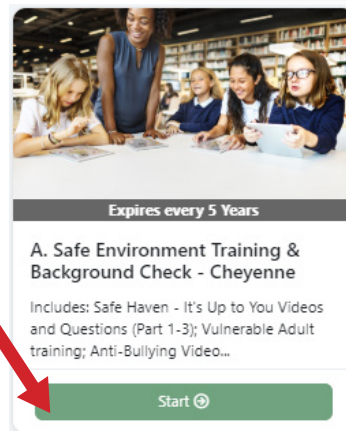 Expires every 5 Years
A. Safe Environment Training &
Background Check - Cheyenne
Includes: Safe Haven - It's Up to You Videos
and Questions (Part 1-3); Vulnerable Adult
training; Anti-Bullying Video...
Start